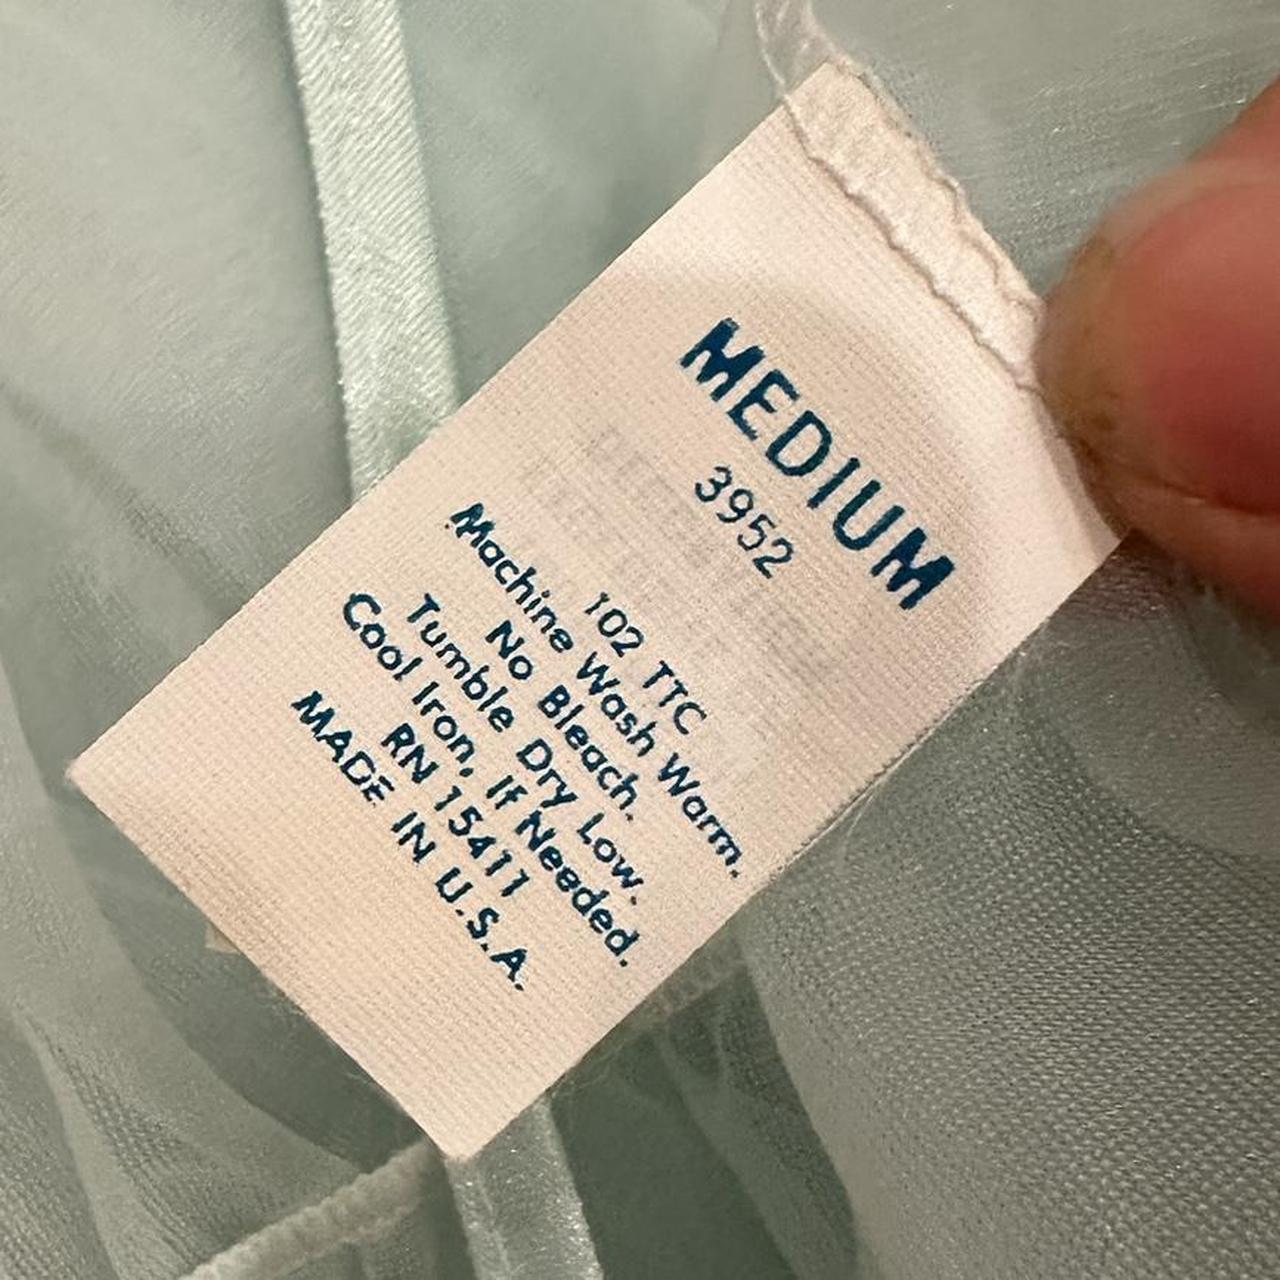 MEDIUM
3952
102 TTC
Machine Wash Warm.
No Bleach.
Tumble Dry Low.
Cool Iron, If Needed.
RN 15411
MADE IN U.S.A.